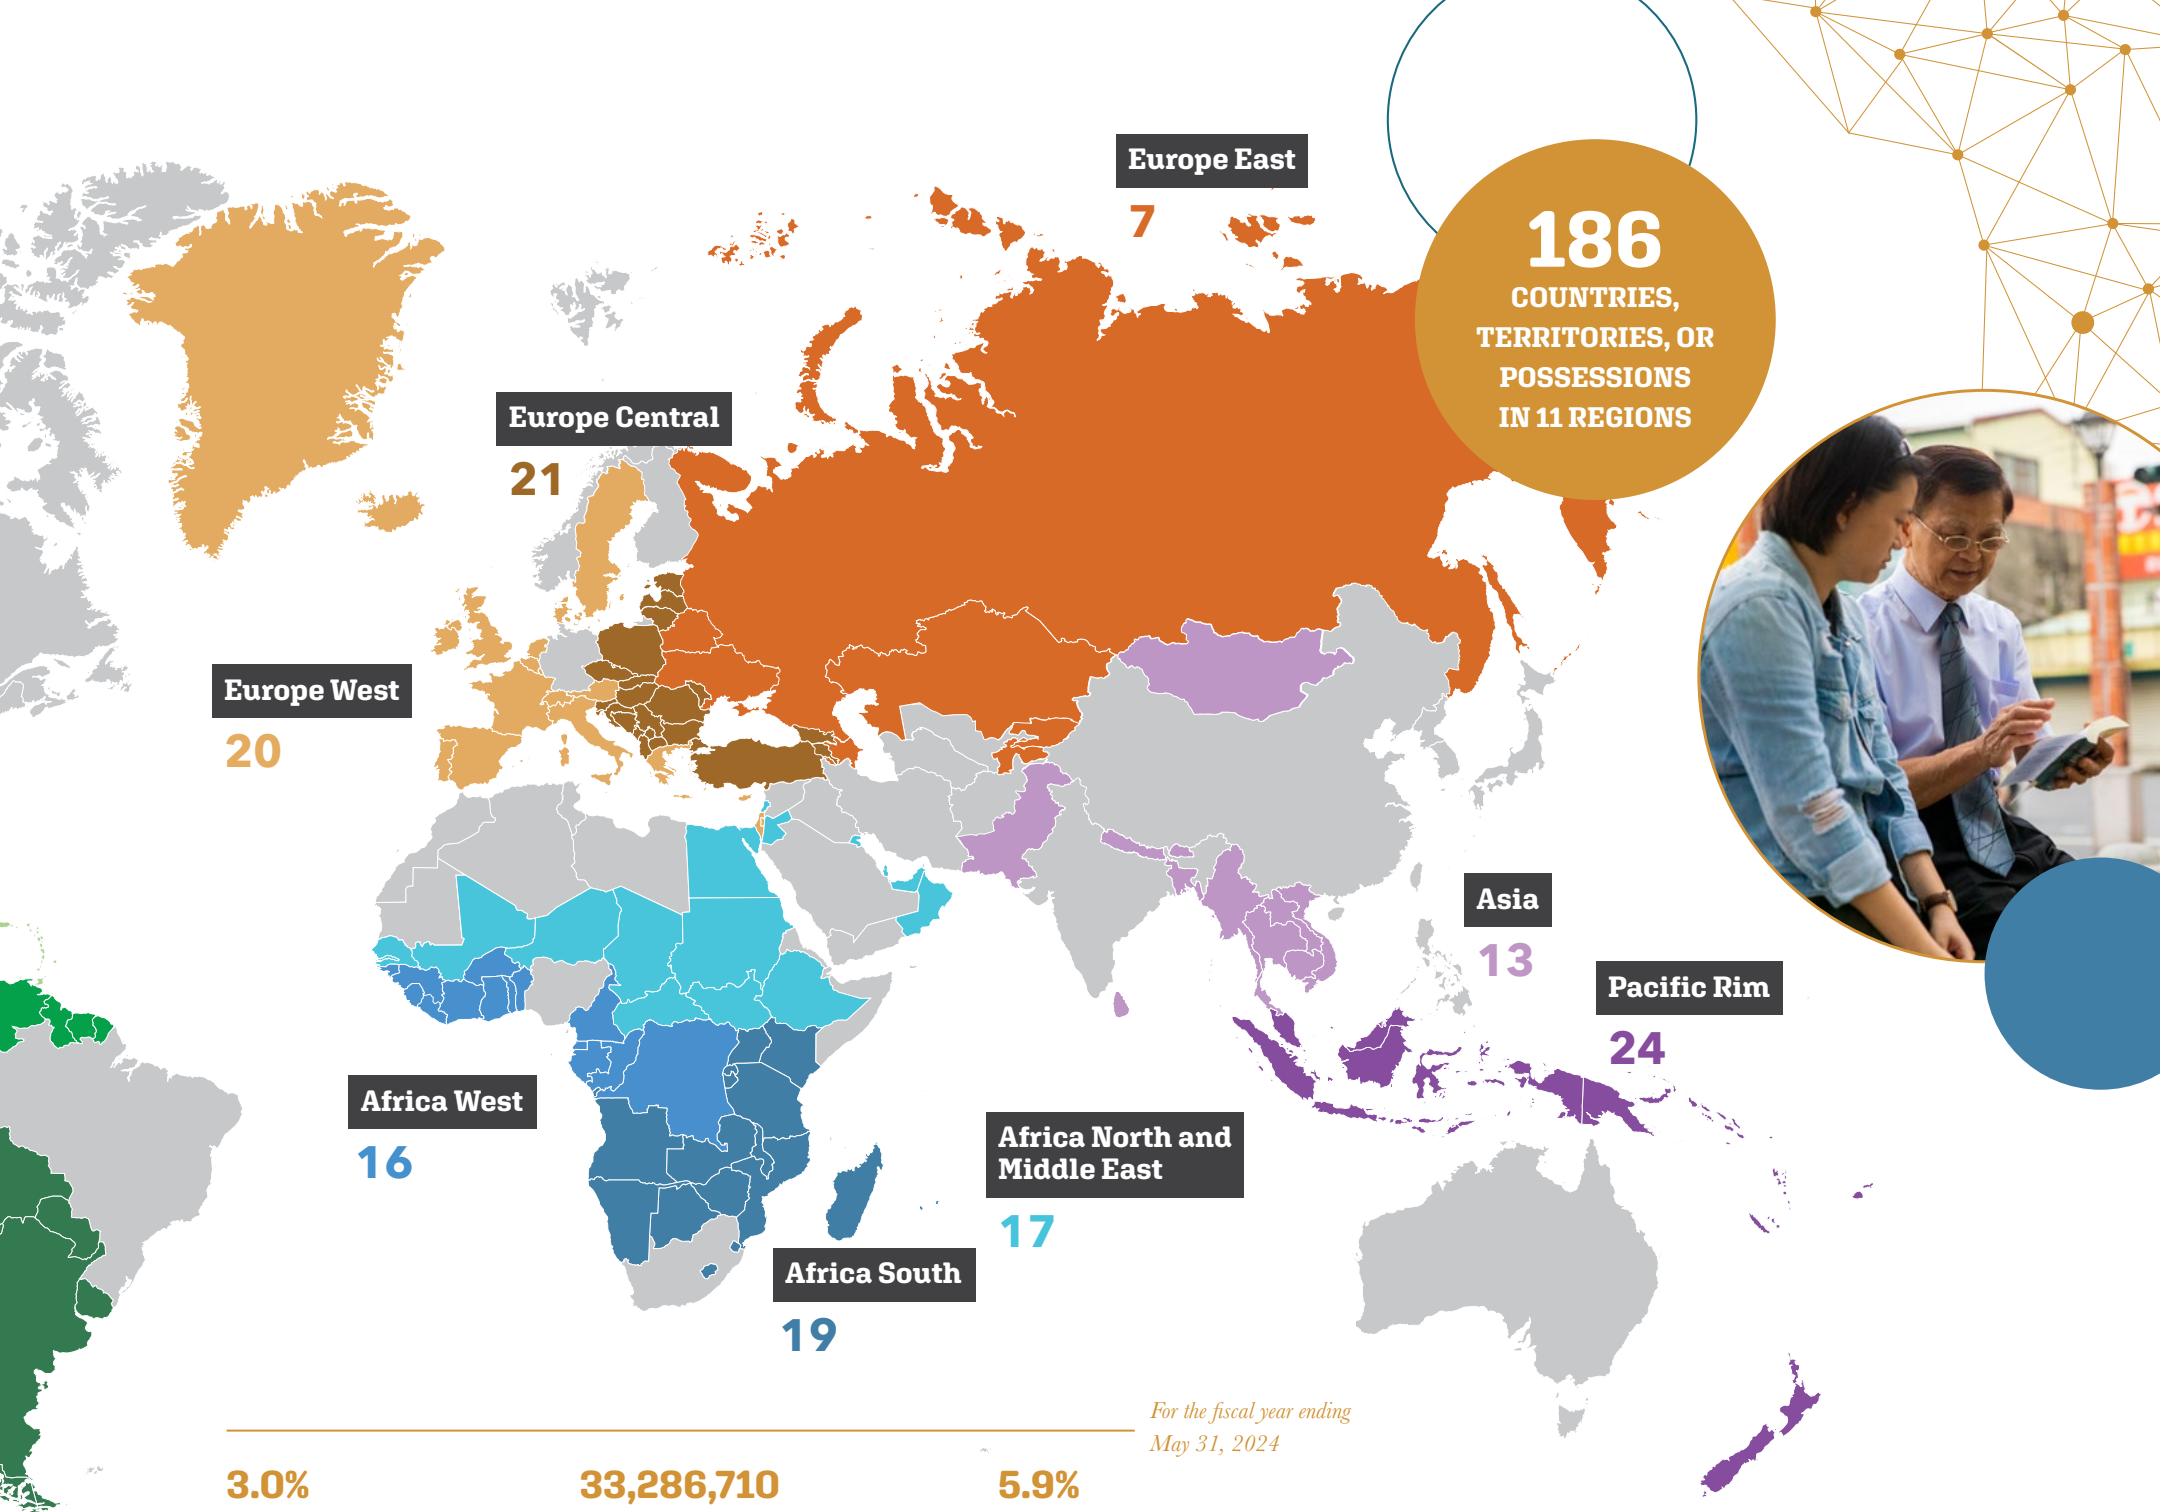 Europe East
7
186
COUNTRIES,
TERRITORIES, OR
POSSESSIONS
IN 11 REGIONS
Europe Central
21
Europe West
20
Asia
13
Pacific Rim
24
Africa West
16
Africa North and
Middle East
17
Africa South
19
For the fiscal year ending
May 31, 2024
3.0%
33,286,710
5.9%